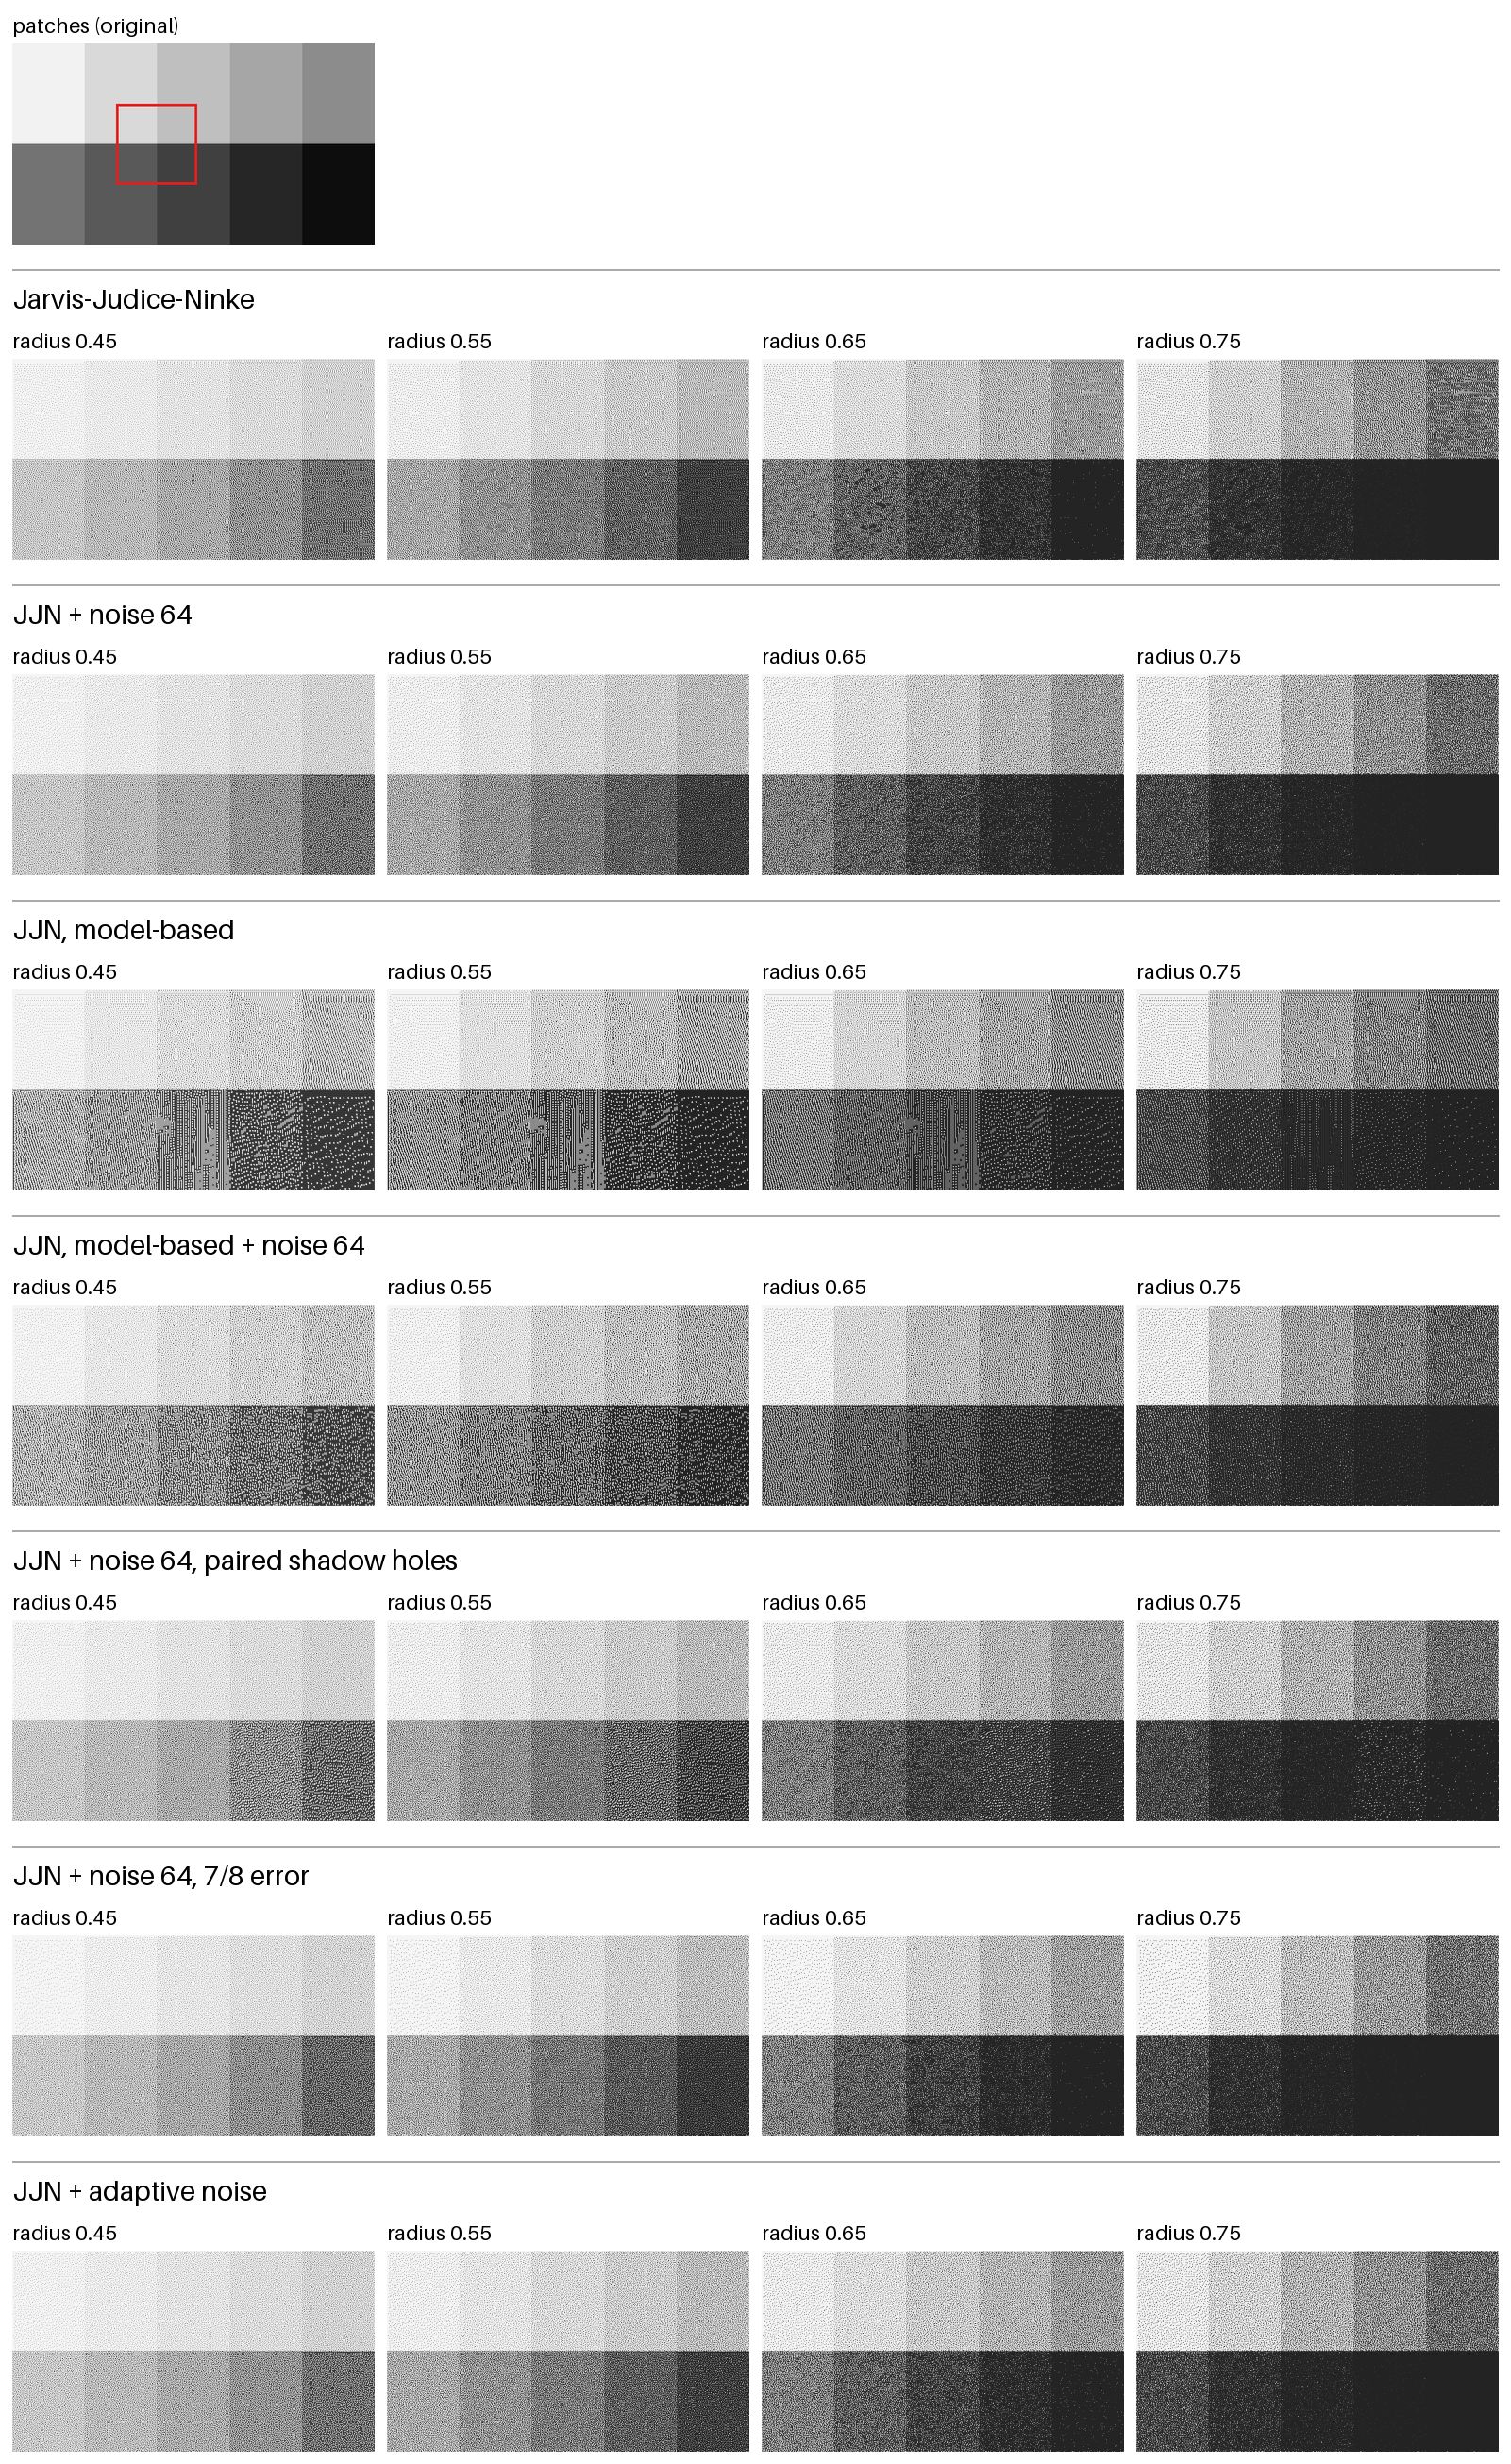 patches (original)
Jarvis-Judice-Ninke
radius 0.45 radius 0.55 radius 0.65 radius 0.75
JJN + noise 64
radius 0.45 radius 0.55 radius 0.65 radius 0.75
JJN, model-based
radius 0.45 radius 0.55 radius 0.65 radius 0.75
JJN, model-based + noise 64
radius 0.45 radius 0.55 radius 0.65 radius 0.75
JJN + noise 64, paired shadow holes
radius 0.45 radius 0.55 radius 0.65 radius 0.75
JJN + noise 64, 7/8 error
radius 0.45 radius 0.55 radius 0.65 radius 0.75
JJN + adaptive noise
radius 0.45 radius 0.55 radius 0.65 radius 0.75